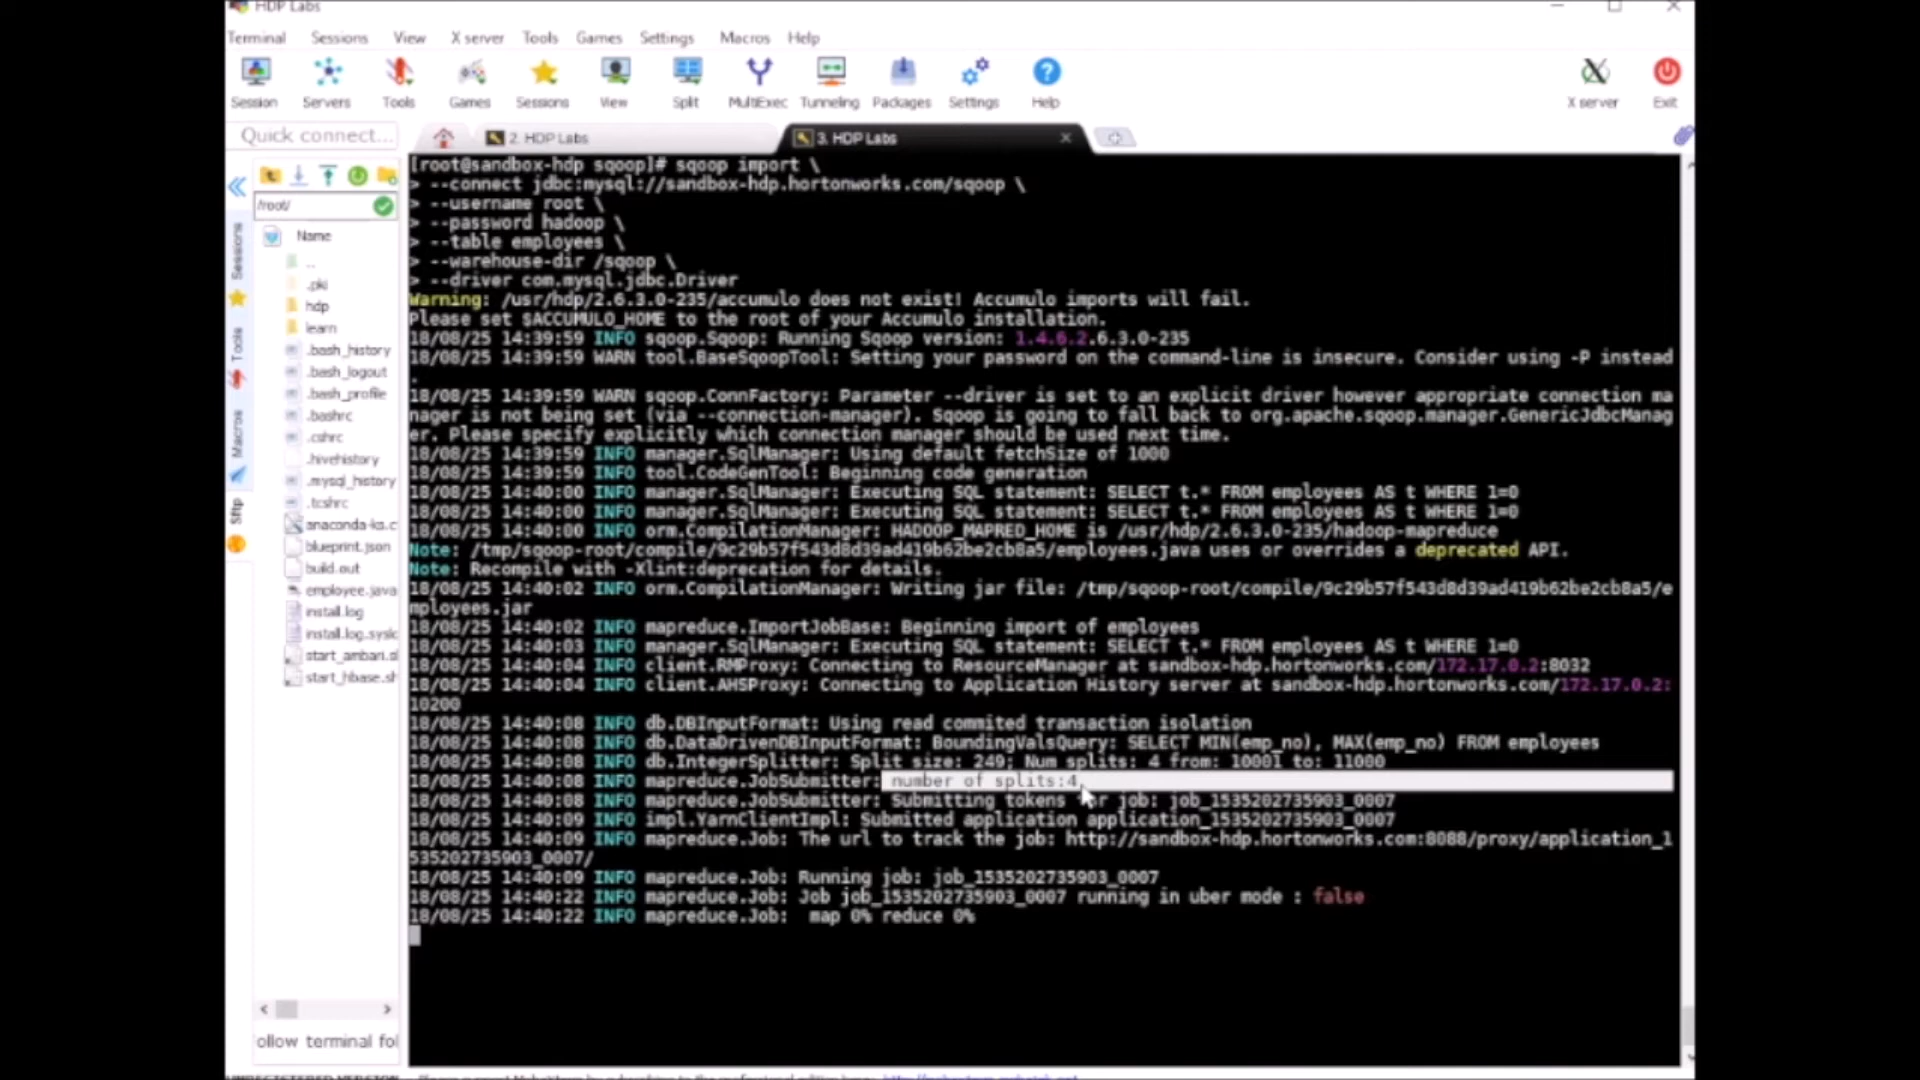 HDP Labs
Terminal Sessions View X server Tools Games Settings Macros Help
Session Servers Tools Games Sessions View Split MultiExec Tunneling Packages Settings Help X server Exit
Quick connect... 2. HDP Labs 3. HDP Labs
/root/
Name
..
.pki
hdp
learn
.bash_history
.bash_logout
.bash_profile
.bashrc
.cshrc
.hivehistory
.mysql_history
.tcshrc
anaconda-ks.c
blueprint.json
build.out
employee.java
install.log
install.log.syslo
start_ambari.sh
start_hbase.sh
Sessions
Tools
Macros
Sftp
ollow terminal fol
[root@sandbox-hdp sqoop]# sqoop import \
> --connect jdbc:mysql://sandbox-hdp.hortonworks.com/sqoop \
> --username root \
> --password hadoop \
> --table employees \
> --warehouse-dir /sqoop \
> --driver com.mysql.jdbc.Driver
Warning: /usr/hdp/2.6.3.0-235/accumulo does not exist! Accumulo imports will fail.
Please set $ACCUMULO_HOME to the root of your Accumulo installation.
18/08/25 14:39:59 INFO sqoop.Sqoop: Running Sqoop version: 1.4.6.2.6.3.0-235
18/08/25 14:39:59 WARN tool.BaseSqoopTool: Setting your password on the command-line is insecure. Consider using -P instead
.
18/08/25 14:39:59 WARN sqoop.ConnFactory: Parameter --driver is set to an explicit driver however appropriate connection ma
nager is not being set (via --connection-manager). Sqoop is going to fall back to org.apache.sqoop.manager.GenericJdbcManag
er. Please specify explicitly which connection manager should be used next time.
18/08/25 14:39:59 INFO manager.SqlManager: Using default fetchSize of 1000
18/08/25 14:39:59 INFO tool.CodeGenTool: Beginning code generation
18/08/25 14:40:00 INFO manager.SqlManager: Executing SQL statement: SELECT t.* FROM employees AS t WHERE 1=0
18/08/25 14:40:00 INFO manager.SqlManager: Executing SQL statement: SELECT t.* FROM employees AS t WHERE 1=0
18/08/25 14:40:00 INFO orm.CompilationManager: HADOOP_MAPRED_HOME is /usr/hdp/2.6.3.0-235/hadoop-mapreduce
Note: /tmp/sqoop-root/compile/9c29b57f543d8d39ad419b62be2cb8a5/employees.java uses or overrides a deprecated API.
Note: Recompile with -Xlint:deprecation for details.
18/08/25 14:40:02 INFO orm.CompilationManager: Writing jar file: /tmp/sqoop-root/compile/9c29b57f543d8d39ad419b62be2cb8a5/e
mployees.jar
18/08/25 14:40:02 INFO mapreduce.ImportJobBase: Beginning import of employees
18/08/25 14:40:03 INFO manager.SqlManager: Executing SQL statement: SELECT t.* FROM employees AS t WHERE 1=0
18/08/25 14:40:04 INFO client.RMProxy: Connecting to ResourceManager at sandbox-hdp.hortonworks.com/172.17.0.2:8032
18/08/25 14:40:04 INFO client.AHSProxy: Connecting to Application History server at sandbox-hdp.hortonworks.com/172.17.0.2:
10200
18/08/25 14:40:08 INFO db.DBInputFormat: Using read commited transaction isolation
18/08/25 14:40:08 INFO db.DataDrivenDBInputFormat: BoundingValsQuery: SELECT MIN(emp_no), MAX(emp_no) FROM employees
18/08/25 14:40:08 INFO db.IntegerSplitter: Split size: 249; Num splits: 4 from: 10001 to: 11000
18/08/25 14:40:08 INFO mapreduce.JobSubmitter: number of splits:4
18/08/25 14:40:08 INFO mapreduce.JobSubmitter: Submitting tokens for job: job_1535202735903_0007
18/08/25 14:40:09 INFO impl.YarnClientImpl: Submitted application application_1535202735903_0007
18/08/25 14:40:09 INFO mapreduce.Job: The url to track the job: http://sandbox-hdp.hortonworks.com:8088/proxy/application_1
535202735903_0007/
18/08/25 14:40:09 INFO mapreduce.Job: Running job: job_1535202735903_0007
18/08/25 14:40:22 INFO mapreduce.Job: Job job_1535202735903_0007 running in uber mode : false
18/08/25 14:40:22 INFO mapreduce.Job:  map 0% reduce 0%